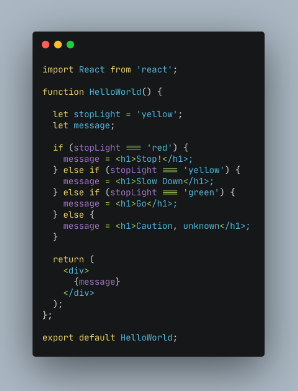 import React from 'react';
function HelloWorld() {
let stopLight = 'yellow';
let message;
if (stopLight === 'red') {
message = <h1>Stop!</h1>;
} else if (stopLight === 'yellow') {
message = <h1>Slow Down</h1>;
} else if (stopLight === 'green') {
message = <h1>Go</h1>;
} else {
message = <h1>Caution, unknown</h1>;
}
return (
<div>
{message}
</div>
);
};
export default HelloWorld;